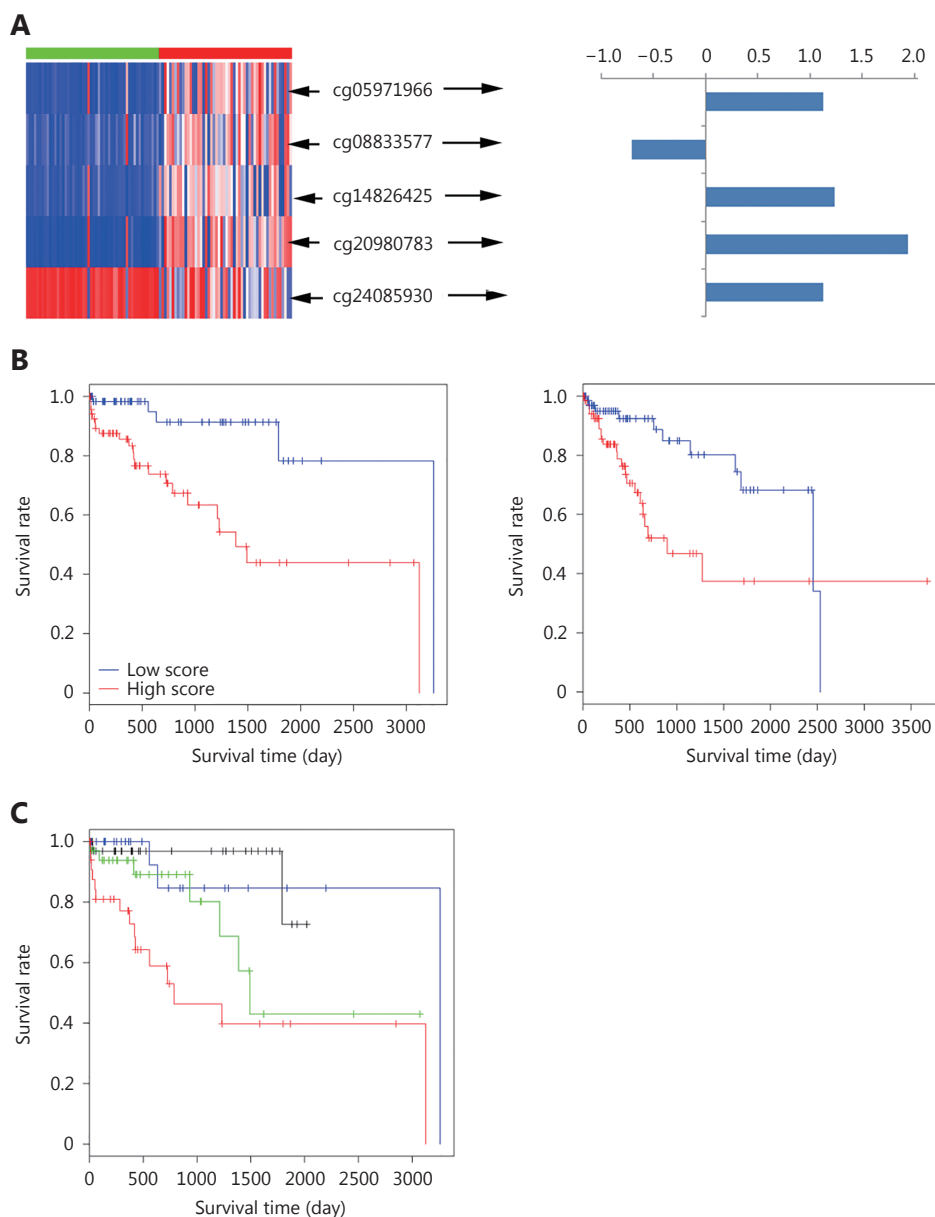 A
−1.0 −0.5 0 0.5 1.0 1.5 2.0
cg05971966
cg08833577
cg14826425
cg20980783
cg24085930
B
1.0
0.8
0.6
0.4
0.2
0
Survival rate
Low score
High score
0 500 1000 1500 2000 2500 3000
Survival time (day)
1.0
0.8
0.6
0.4
0.2
0
Survival rate
0 500 1000 1500 2000 2500 3000 3500
Survival time (day)
C
1.0
0.8
0.6
0.4
0.2
0
Survival rate
0 500 1000 1500 2000 2500 3000
Survival time (day)